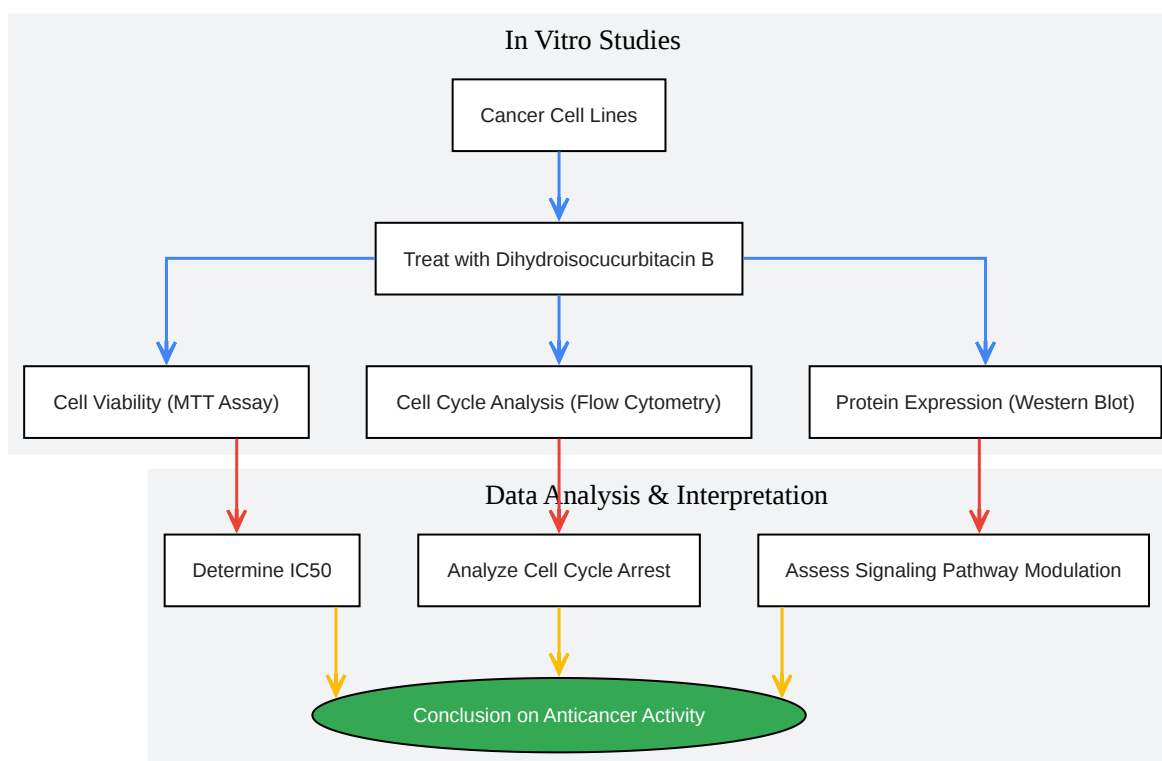 In Vitro Studies
Cancer Cell Lines
Treat with Dihydroisocucurbitacin B
Cell Viability (MTT Assay)
Cell Cycle Analysis (Flow Cytometry)
Protein Expression (Western Blot)
Data Analysis & Interpretation
Determine IC50
Analyze Cell Cycle Arrest
Assess Signaling Pathway Modulation
Conclusion on Anticancer Activity